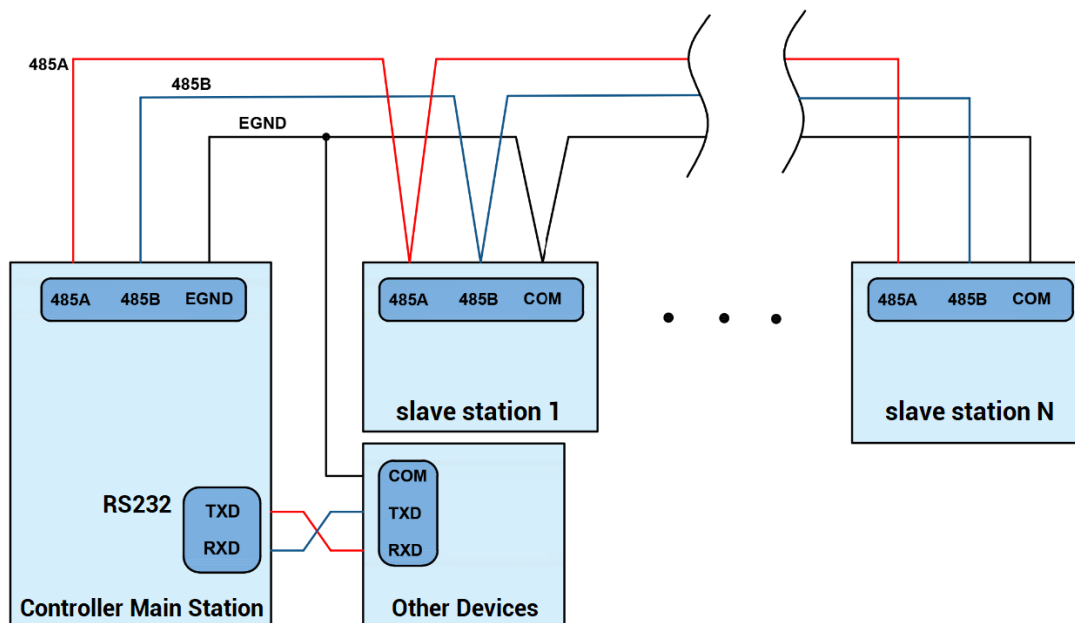 485A
485B
EGND
485A 485B EGND
485A 485B COM
485A 485B COM
slave station 1
slave station N
RS232
TXD
RXD
COM
TXD
RXD
Controller Main Station
Other Devices